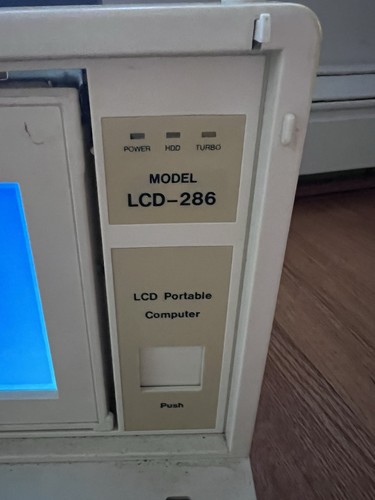 POWER HDD TURBO
MODEL
LCD-286
LCD Portable
Computer
Push